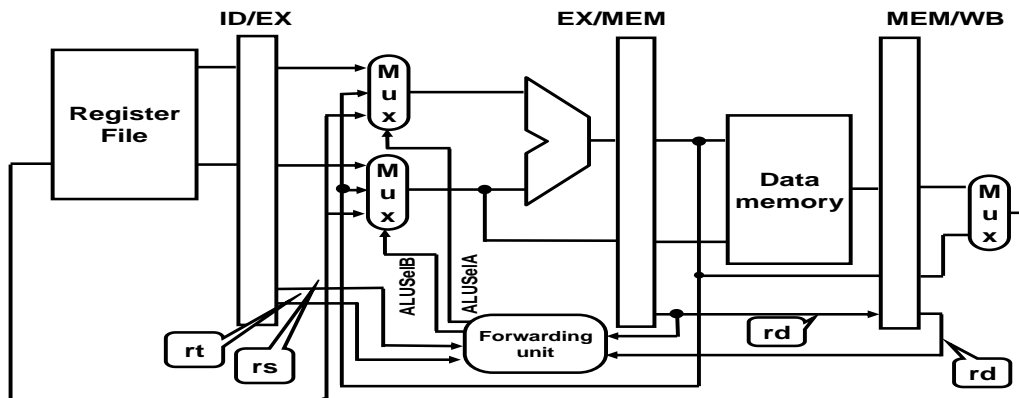 ID/EX
EX/MEM
MEM/WB
Register
File
M
u
x
M
u
x
Data
memory
M
u
x
ALUSelB
ALUSelA
Forwarding
unit
rt
rs
rd
rd